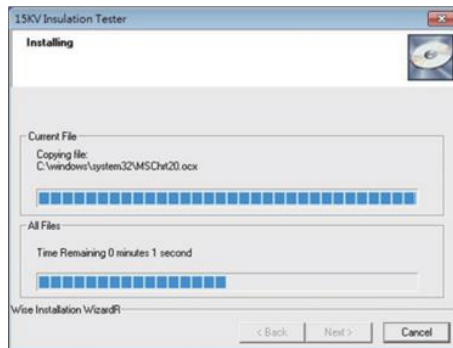 15KV Insulation Tester
Installing
Current File
Copying file:
C:\windows\system32\MSChrt20.ocx
All Files
Time Remaining 0 minutes 1 second
Wise Installation WizardR
< Back
Next >
Cancel